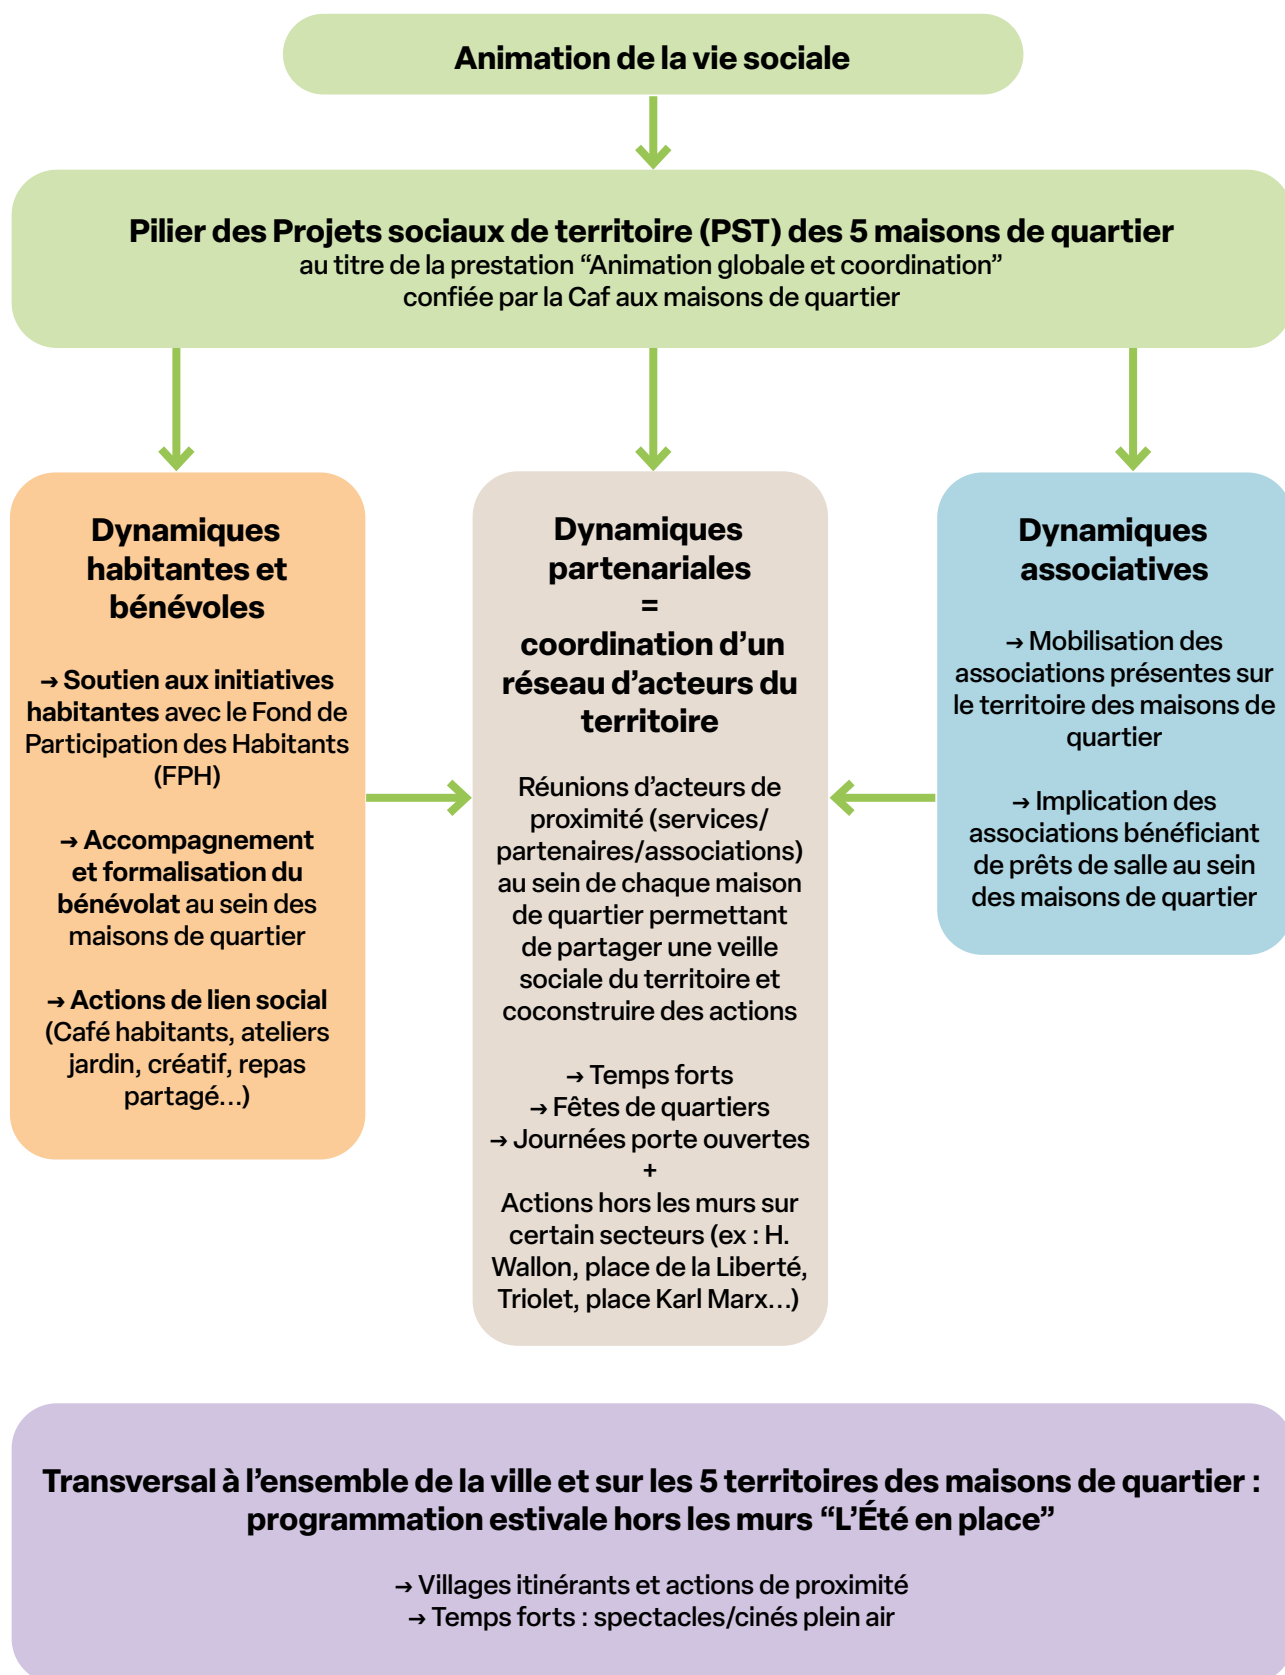 Animation de la vie sociale
Pilier des Projets sociaux de territoire (PST) des 5 maisons de quartier
au titre de la prestation “Animation globale et coordination”
confiée par la Caf aux maisons de quartier
Dynamiques
habitantes et
bénévoles
→ Soutien aux initiatives
habitantes avec le Fond de
Participation des Habitants
(FPH)
→ Accompagnement
et formalisation du
bénévolat au sein des
maisons de quartier
→ Actions de lien social
(Café habitants, ateliers
jardin, créatif, repas
partagé…)
Dynamiques
partenariales
=
coordination d’un
réseau d’acteurs du
territoire
Réunions d’acteurs de
proximité (services/
partenaires/associations)
au sein de chaque maison
de quartier permettant
de partager une veille
sociale du territoire et
coconstruire des actions
→ Temps forts
→ Fêtes de quartiers
→ Journées porte ouvertes
+
Actions hors les murs sur
certain secteurs (ex : H.
Wallon, place de la Liberté,
Triolet, place Karl Marx…)
Dynamiques
associatives
→ Mobilisation des
associations présentes sur
le territoire des maisons de
quartier
→ Implication des
associations bénéficiant
de prêts de salle au sein
des maisons de quartier
Transversal à l’ensemble de la ville et sur les 5 territoires des maisons de quartier :
programmation estivale hors les murs “L’Été en place”
→ Villages itinérants et actions de proximité
→ Temps forts : spectacles/cinés plein air